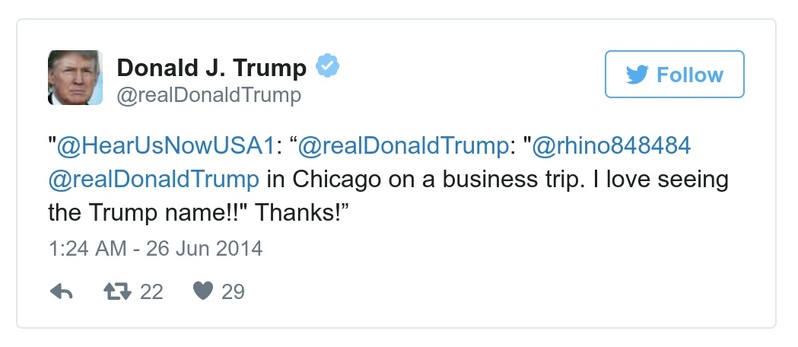 Donald J. Trump
@realDonaldTrump
Follow
"@HearUsNowUSA1: “@realDonaldTrump: "@rhino848484
@realDonaldTrump in Chicago on a business trip. I love seeing
the Trump name!!" Thanks!”
1:24 AM - 26 Jun 2014
22 29